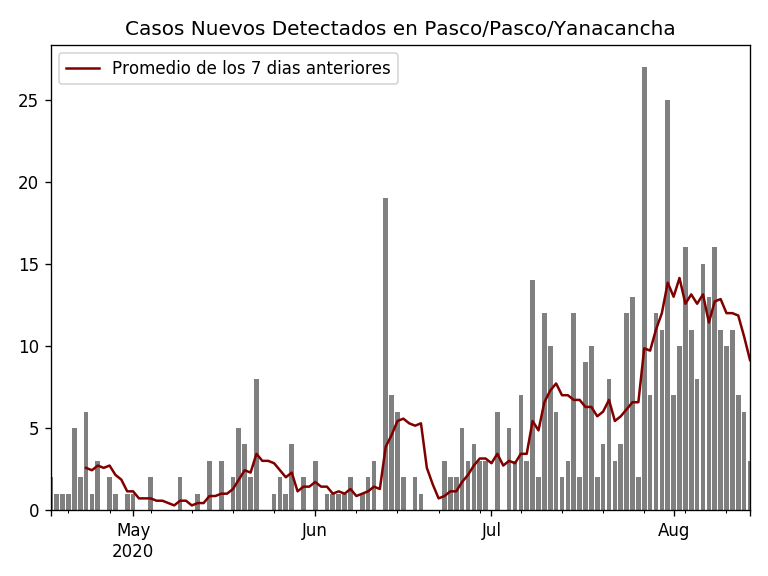 Casos Nuevos Detectados en Pasco/Pasco/Yanacancha
Promedio de los 7 dias anteriores
25
20
15
10
5
0
May Jun Jul Aug
2020